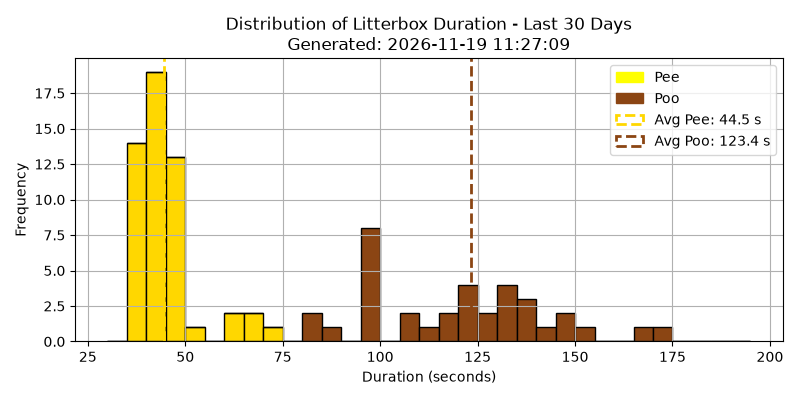 Distribution of Litterbox Duration - Last 30 Days
Generated: 2026-11-19 11:27:09
Pee
Poo
Avg Pee: 44.5 s
Avg Poo: 123.4 s
Frequency
17.5
15.0
12.5
10.0
7.5
5.0
2.5
0.0
25 50 75 100 125 150 175 200
Duration (seconds)